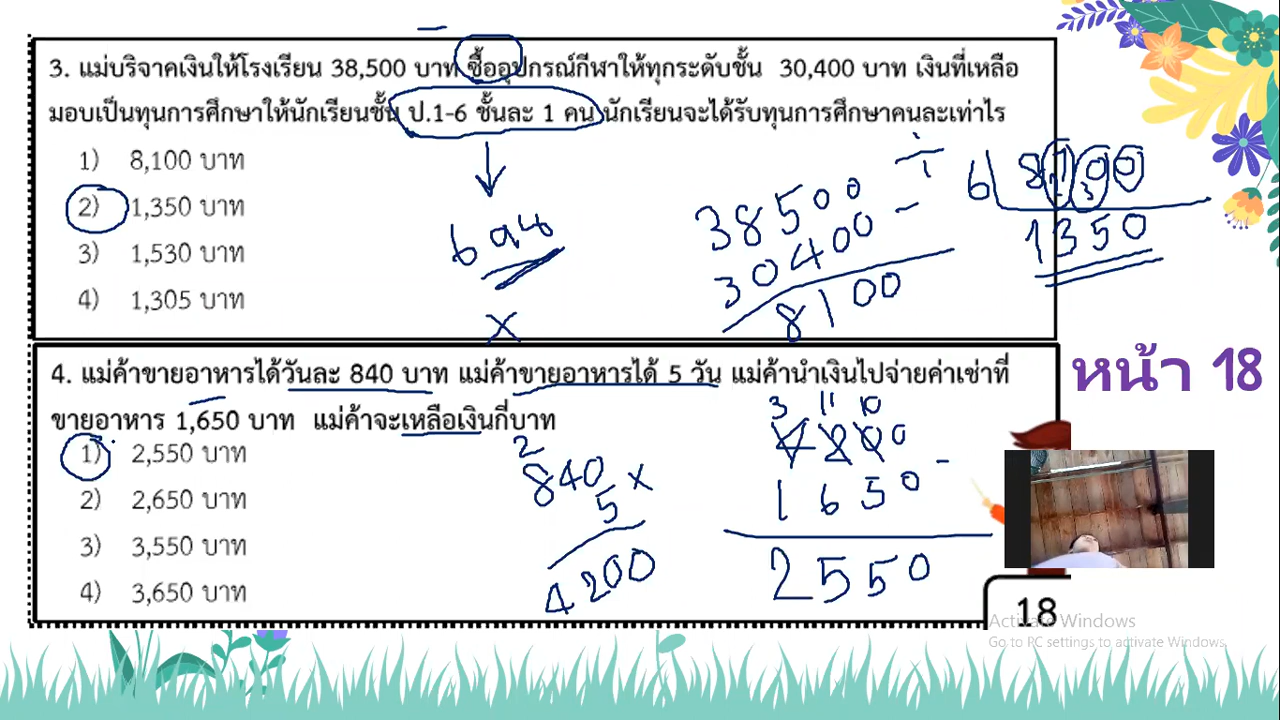 3. แม่บริจาคเงินให้โรงเรียน 38,500 บาท ซื้ออุปกรณ์กีฬาให้ทุกระดับชั้น 30,400 บาท เงินที่เหลือ
มอบเป็นทุนการศึกษาให้นักเรียนชั้น ป.1-6 ชั้นละ 1 คน นักเรียนจะได้รับทุนการศึกษาคนละเท่าไร
1) 8,100 บาท
2) 1,350 บาท
3) 1,530 บาท
4) 1,305 บาท
6 คน
×
38500
30400 -
8100
÷
6 8100
1350
4. แม่ค้าขายอาหารได้วันละ 840 บาท แม่ค้าขายอาหารได้ 5 วัน แม่ค้านำเงินไปจ่ายค่าเช่าที่
ขายอาหาร 1,650 บาท แม่ค้าจะเหลือเงินกี่บาท
1) 2,550 บาท
2) 2,650 บาท
3) 3,550 บาท
4) 3,650 บาท
2
840
5 ×
4200
3 11 10
4200
1650 -
2550
หน้า 18
18
Activate Windows
Go to PC settings to activate Windows.